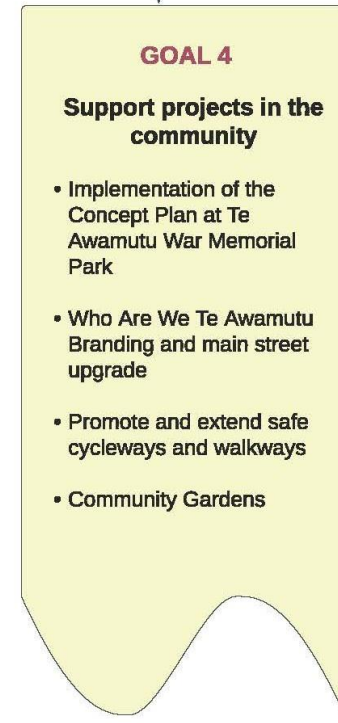 GOAL 4
Support projects in the
community
• Implementation of the
Concept Plan at Te
Awamutu War Memorial
Park
• Who Are We Te Awamutu
Branding and main street
upgrade
• Promote and extend safe
cycleways and walkways
• Community Gardens